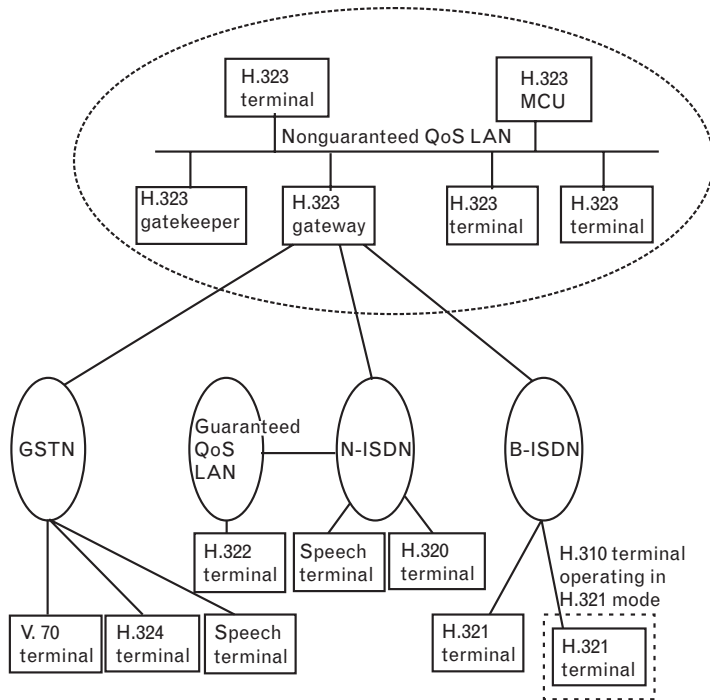 H.323
terminal
H.323
MCU
Nonguaranteed QoS LAN
H.323
gatekeeper
H.323
gateway
H.323
terminal
H.323
terminal
GSTN
Guaranteed
QoS
LAN
N-ISDN
B-ISDN
H.322
terminal
Speech
terminal
H.320
terminal
H.310 terminal
operating in
H.321 mode
V. 70
terminal
H.324
terminal
Speech
terminal
H.321
terminal
H.321
terminal